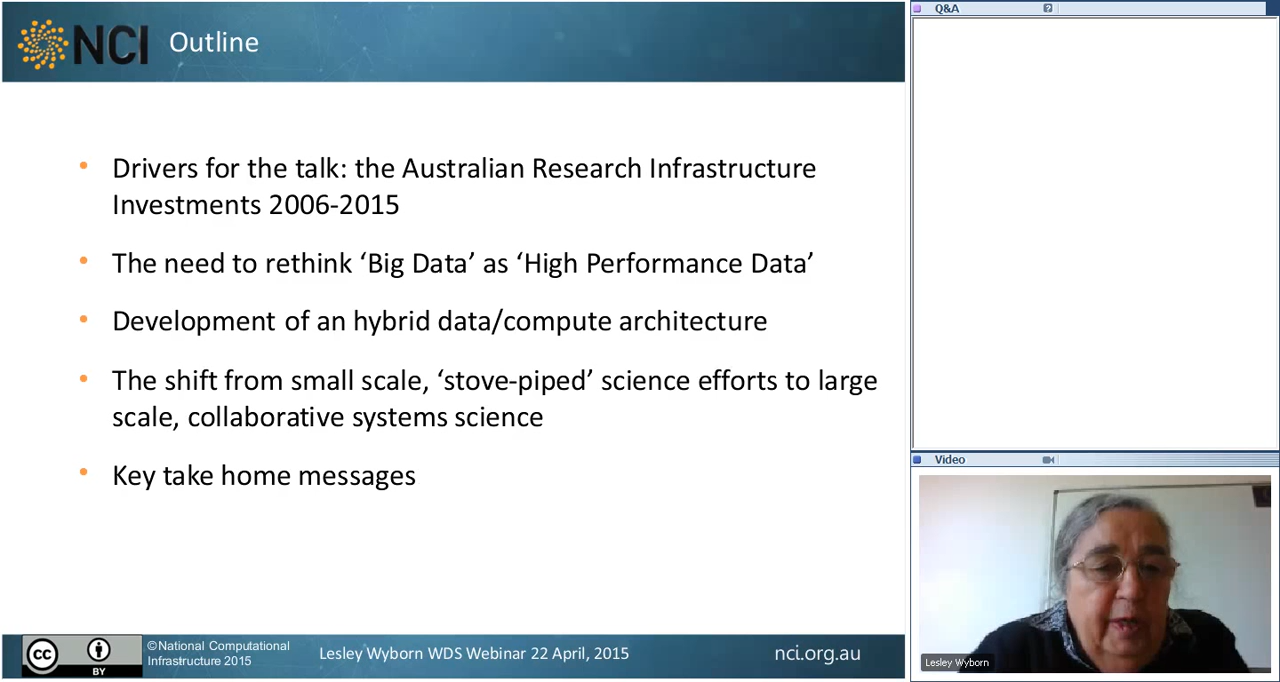 NCI
Outline
• Drivers for the talk: the Australian Research Infrastructure
Investments 2006-2015
• The need to rethink ‘Big Data’ as ‘High Performance Data’
• Development of an hybrid data/compute architecture
• The shift from small scale, ‘stove-piped’ science efforts to large
scale, collaborative systems science
• Key take home messages
cc
BY
©National Computational
Infrastructure 2015
Lesley Wyborn WDS Webinar 22 April, 2015
nci.org.au
Q&A
?
Video
Lesley Wyborn